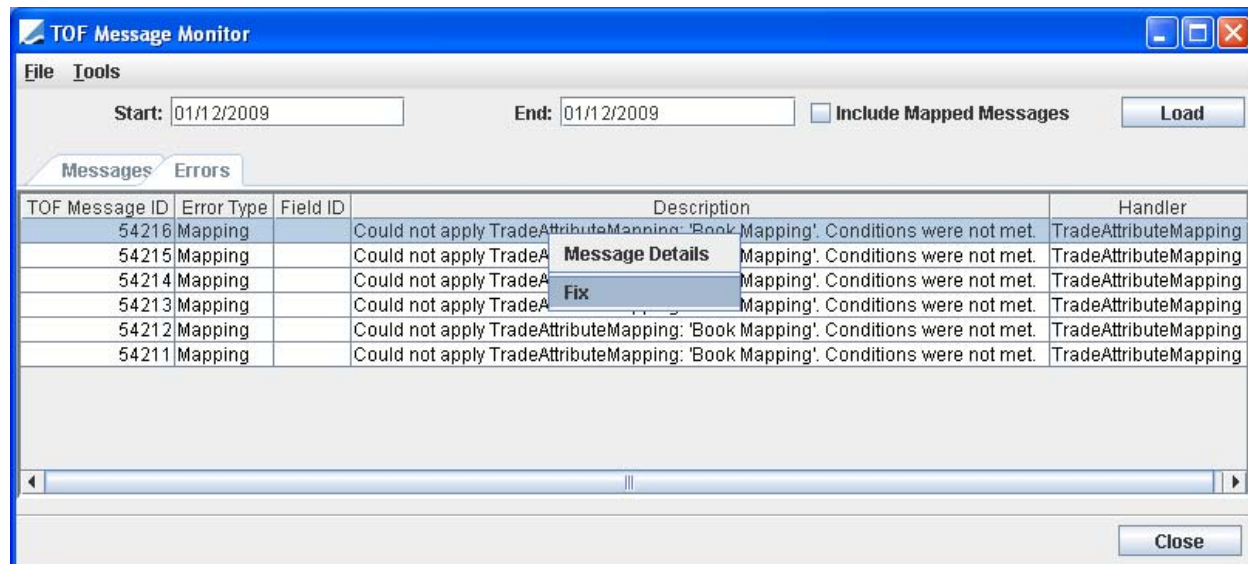 TOF Message Monitor
File Tools
Start: 01/12/2009 End: 01/12/2009 Include Mapped Messages Load
Messages Errors
TOF Message ID Error Type Field ID Description Handler
54216 Mapping Could not apply TradeAttributeMapping: 'Book Mapping'. Conditions were not met. TradeAttributeMapping
54215 Mapping Could not apply TradeA Message Details Mapping'. Conditions were not met. TradeAttributeMapping
54214 Mapping Could not apply TradeA Mapping'. Conditions were not met. TradeAttributeMapping
54213 Mapping Could not apply TradeA Fix Mapping'. Conditions were not met. TradeAttributeMapping
54212 Mapping Could not apply TradeAttributeMapping: 'Book Mapping'. Conditions were not met. TradeAttributeMapping
54211 Mapping Could not apply TradeAttributeMapping: 'Book Mapping'. Conditions were not met. TradeAttributeMapping
Close